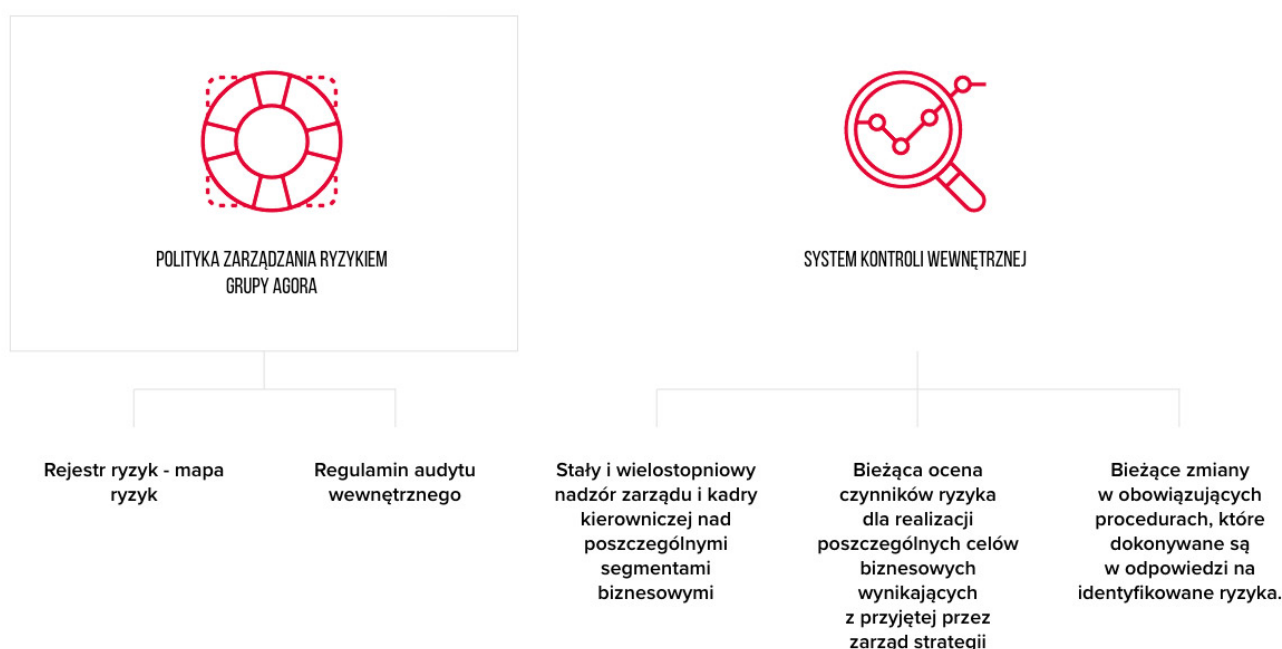 POLITYKA ZARZĄDZANIA RYZYKIEM
GRUPY AGORA
SYSTEM KONTROLI WEWNĘTRZNEJ
Rejestr ryzyk - mapa
ryzyk
Regulamin audytu
wewnętrznego
Stały i wielostopniowy
nadzór zarządu i kadry
kierowniczej nad
poszczególnymi
segmentami
biznesowymi
Bieżąca ocena
czynników ryzyka
dla realizacji
poszczególnych celów
biznesowych
wynikających
z przyjętej przez
zarząd strategii
Bieżące zmiany
w obowiązujących
procedurach, które
dokonywane są
w odpowiedzi na
identyfikowane ryzyka.